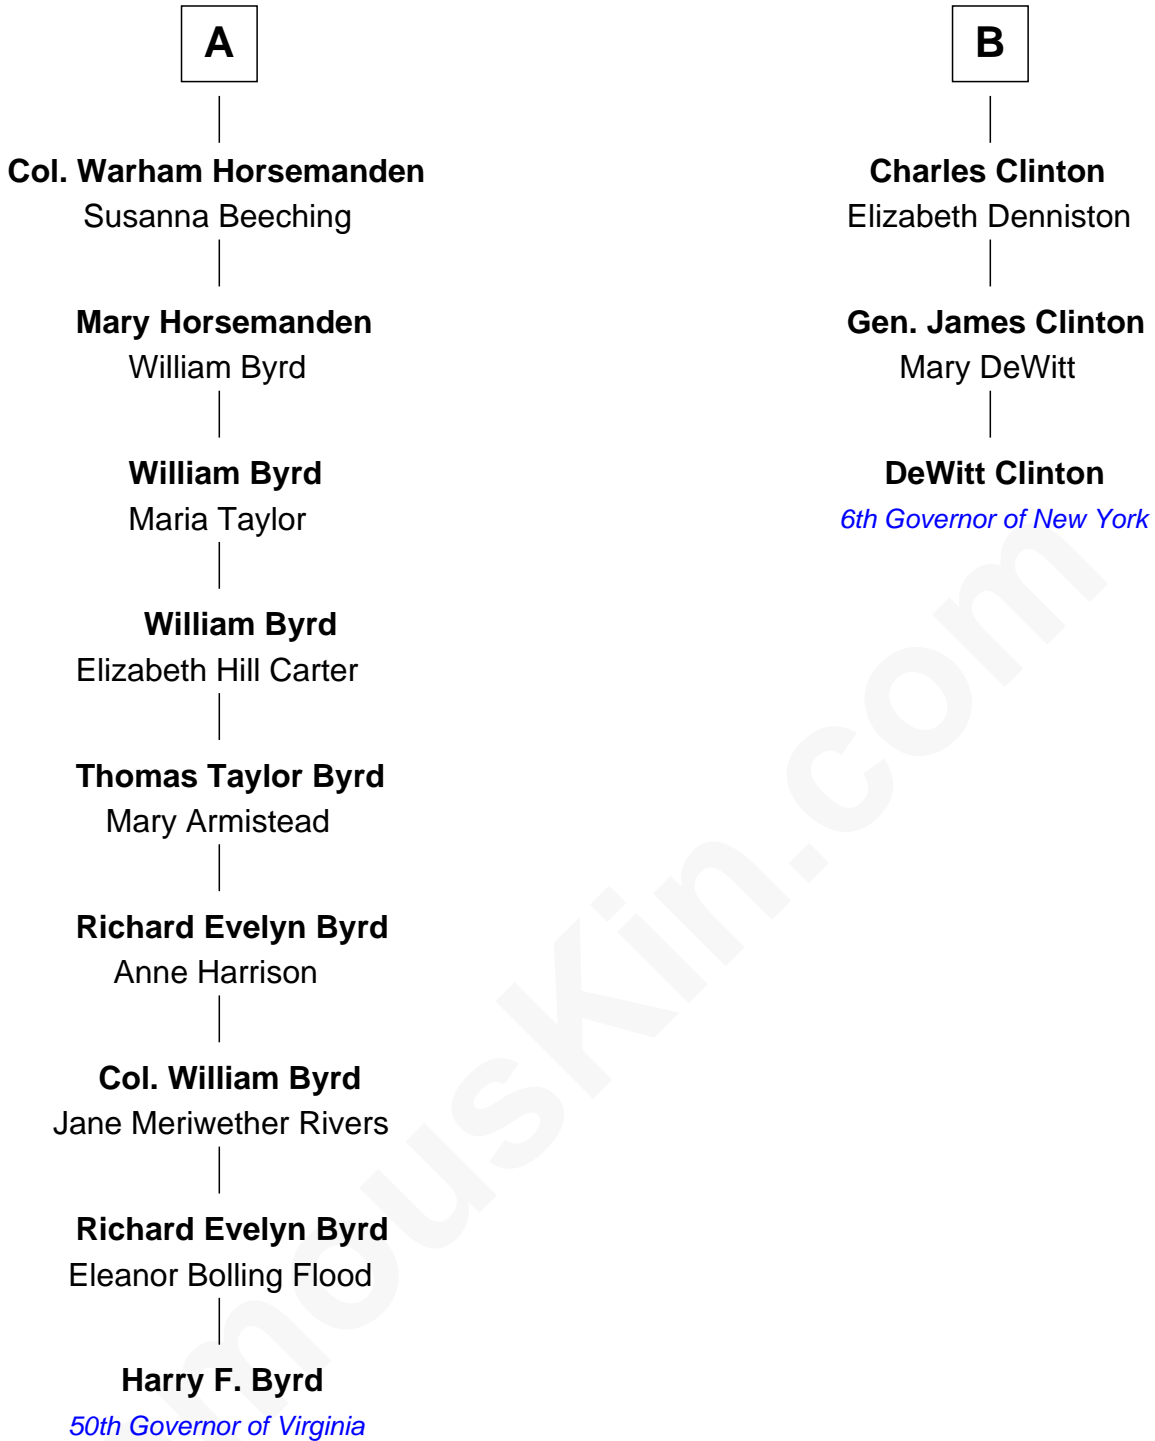 A
Col. Warham Horsemanden
Susanna Beeching
Mary Horsemanden
William Byrd
William Byrd
Maria Taylor
William Byrd
Elizabeth Hill Carter
Thomas Taylor Byrd
Mary Armistead
Richard Evelyn Byrd
Anne Harrison
Col. William Byrd
Jane Meriwether Rivers
Richard Evelyn Byrd
Eleanor Bolling Flood
Harry F. Byrd
50th Governor of Virginia
B
Charles Clinton
Elizabeth Denniston
Gen. James Clinton
Mary DeWitt
DeWitt Clinton
6th Governor of New York
mousKin.com